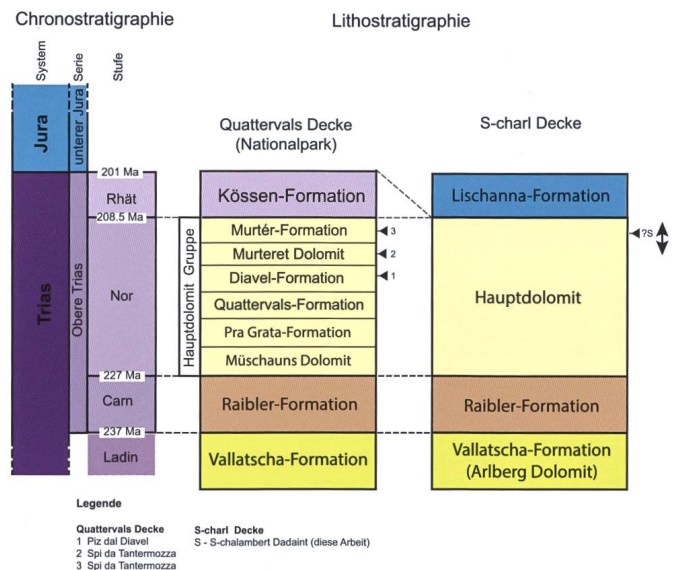 Chronostratigraphie
Lithostratigraphie
System
Serie
Stufe
Quattervals Decke
(Nationalpark)
S-charl Decke
Jura
unterer Jura
201 Ma
Kössen-Formation
Lischanna-Formation
Rhät
208.5 Ma
Trias
Obere Trias
Nor
Hauptdolomit Gruppe
Murtér-Formation
3
?S
Murteret Dolomit
2
Diavel-Formation
1
Quattervals-Formation
Hauptdolomit
Pra Grata-Formation
Müschauns Dolomit
227 Ma
Carn
Raibler-Formation
Raibler-Formation
237 Ma
Ladin
Vallatscha-Formation
Vallatscha-Formation
(Arlberg Dolomit)
Legende
Quattervals Decke
1 Piz dal Diavel
2 Spi da Tantermozza
3 Spi da Tantermozza
S-charl Decke
S - S-chalambert Dadaint (diese Arbeit)